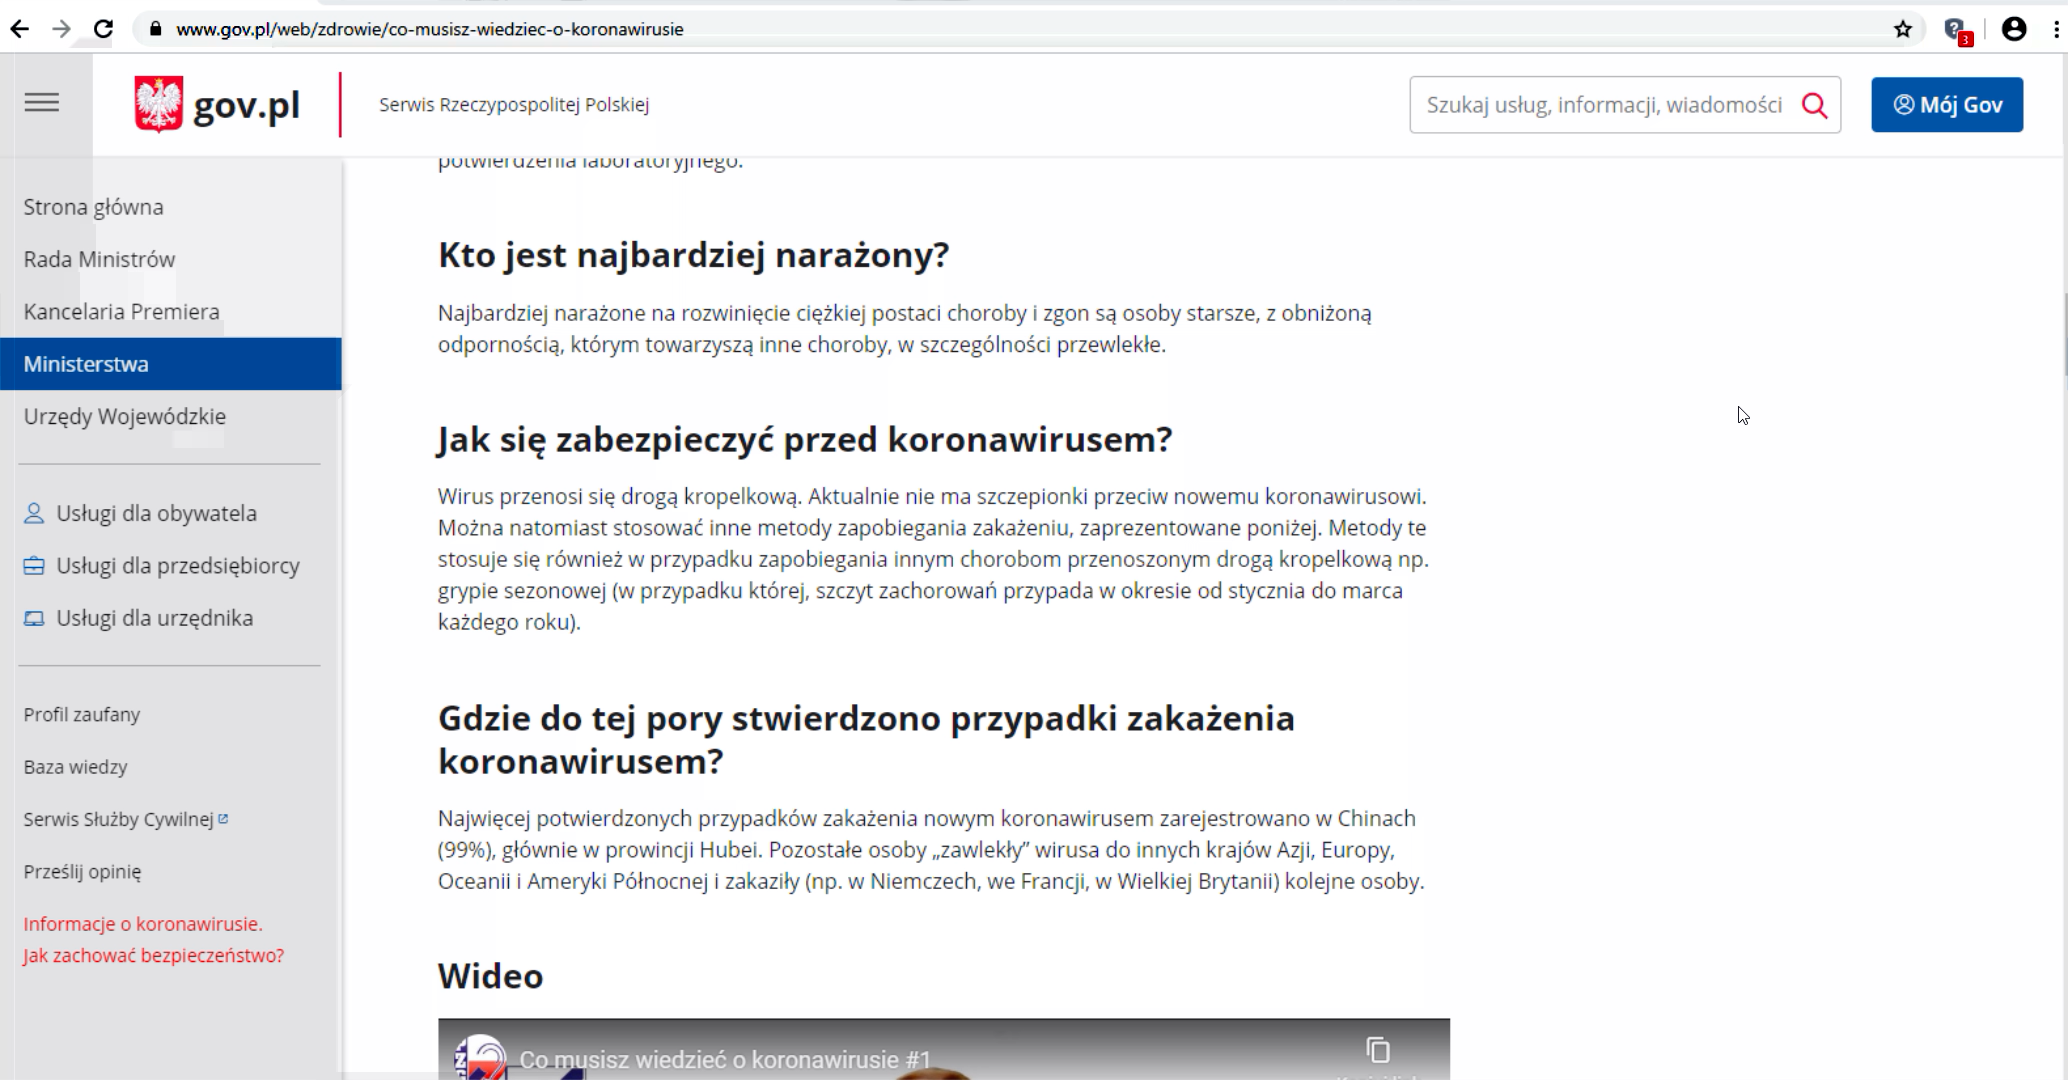 www.gov.pl/web/zdrowie/co-musisz-wiedziec-o-koronawirusie
3
gov.pl
Serwis Rzeczypospolitej Polskiej
Szukaj usług, informacji, wiadomości
Mój Gov
Strona główna
Rada Ministrów
Kancelaria Premiera
Ministerstwa
Urzędy Wojewódzkie
Usługi dla obywatela
Usługi dla przedsiębiorcy
Usługi dla urzędnika
Profil zaufany
Baza wiedzy
Serwis Służby Cywilnej
Prześlij opinię
Informacje o koronawirusie.
Jak zachować bezpieczeństwo?
potwierdzenia laboratoryjnego.
Kto jest najbardziej narażony?
Najbardziej narażone na rozwinięcie ciężkiej postaci choroby i zgon są osoby starsze, z obniżoną
odpornością, którym towarzyszą inne choroby, w szczególności przewlekłe.
Jak się zabezpieczyć przed koronawirusem?
Wirus przenosi się drogą kropelkową. Aktualnie nie ma szczepionki przeciw nowemu koronawirusowi.
Można natomiast stosować inne metody zapobiegania zakażeniu, zaprezentowane poniżej. Metody te
stosuje się również w przypadku zapobiegania innym chorobom przenoszonym drogą kropelkową np.
grypie sezonowej (w przypadku której, szczyt zachorowań przypada w okresie od stycznia do marca
każdego roku).
Gdzie do tej pory stwierdzono przypadki zakażenia
koronawirusem?
Najwięcej potwierdzonych przypadków zakażenia nowym koronawirusem zarejestrowano w Chinach
(99%), głównie w prowincji Hubei. Pozostałe osoby „zawlekły” wirusa do innych krajów Azji, Europy,
Oceanii i Ameryki Północnej i zakaziły (np. w Niemczech, we Francji, w Wielkiej Brytanii) kolejne osoby.
Wideo
Co musisz wiedzieć o koronawirusie #1